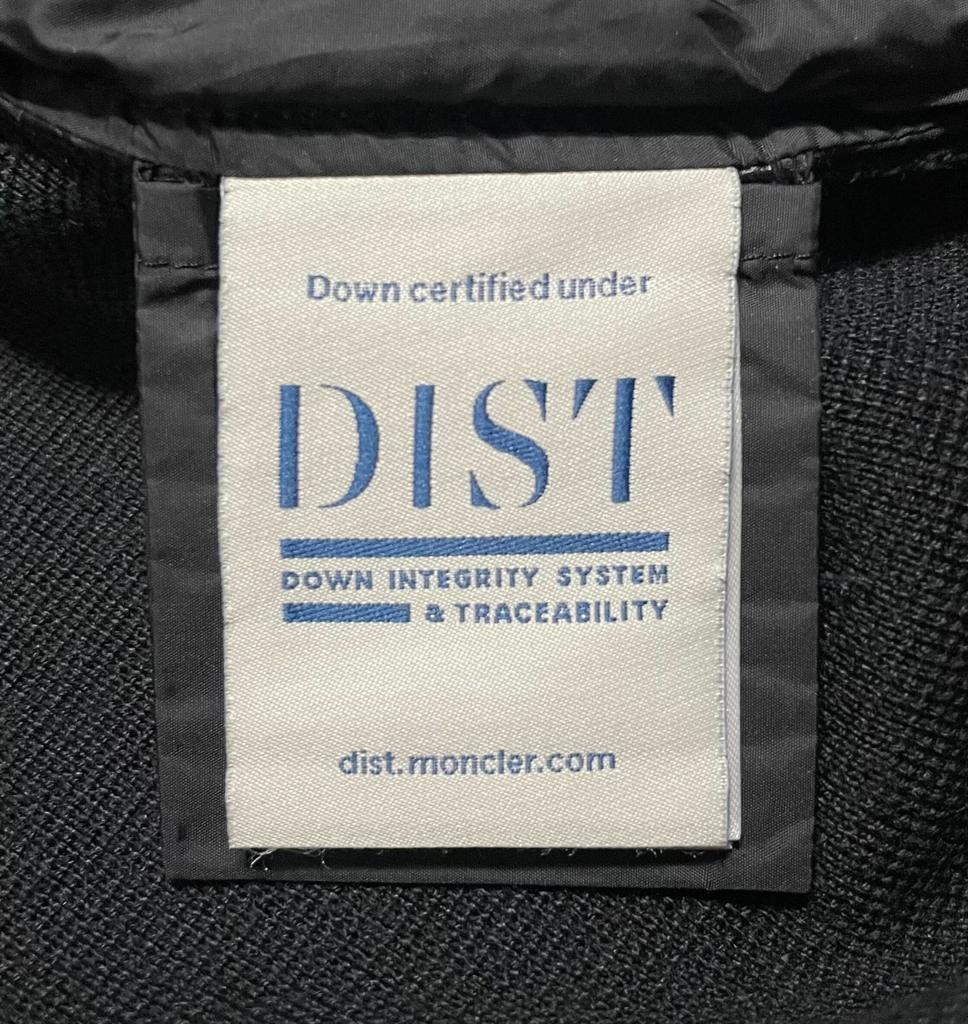 Down certified under
DIST
DOWN INTEGRITY SYSTEM
& TRACEABILITY
dist.moncler.com